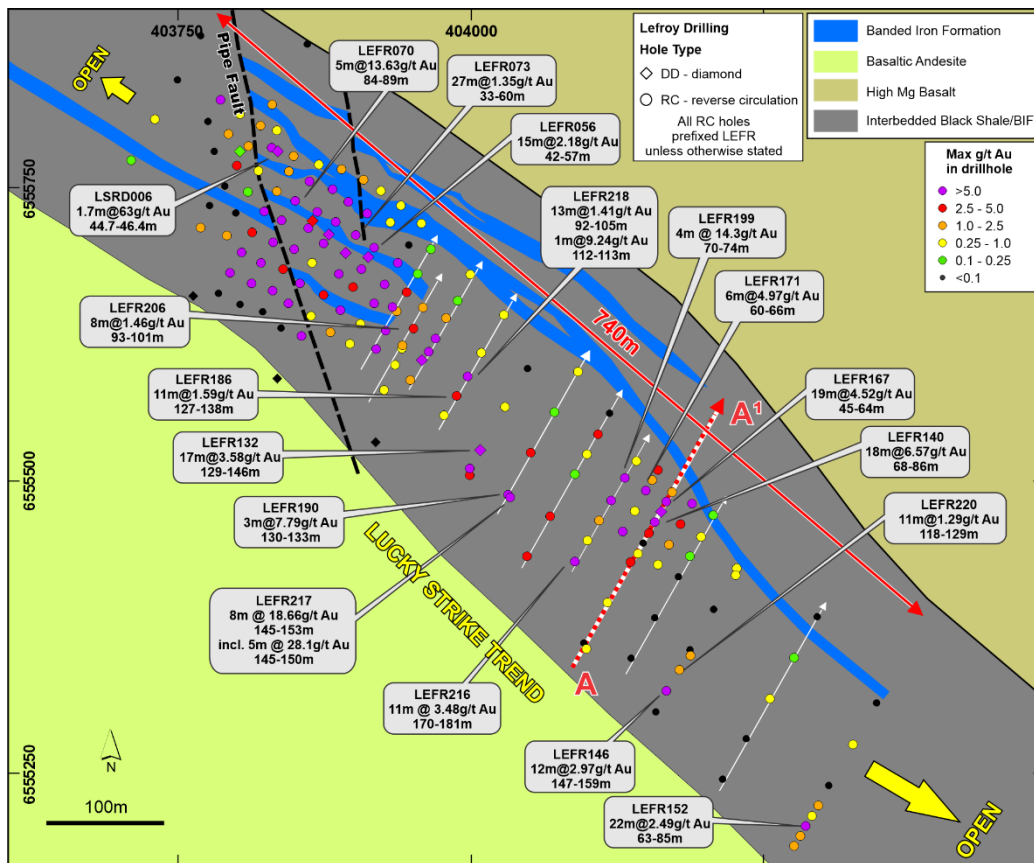 403750
404000
6555750
6555500
6555250
OPEN
Pipe Fault
LEFR070
5m@13.63g/t Au
84-89m
LEFR073
27m@1.35g/t Au
33-60m
LEFR056
15m@2.18g/t Au
42-57m
LSRD006
1.7m@63g/t Au
44.7-46.4m
LEFR218
13m@1.41g/t Au
92-105m
1m@9.24g/t Au
112-113m
LEFR199
4m @ 14.3g/t Au
70-74m
LEFR171
6m@4.97g/t Au
60-66m
LEFR206
8m@1.46g/t Au
93-101m
740m
LEFR186
11m@1.59g/t Au
127-138m
A¹
LEFR167
19m@4.52g/t Au
45-64m
LEFR132
17m@3.58g/t Au
129-146m
LEFR140
18m@6.57g/t Au
68-86m
LEFR190
3m@7.79g/t Au
130-133m
LEFR220
11m@1.29g/t Au
118-129m
LUCKY STRIKE TREND
LEFR217
8m @ 18.66g/t Au
145-153m
incl. 5m @ 28.1g/t Au
145-150m
A
LEFR216
11m @ 3.48g/t Au
170-181m
LEFR146
12m@2.97g/t Au
147-159m
LEFR152
22m@2.49g/t Au
63-85m
OPEN
N
100m
Lefroy Drilling
Hole Type
DD - diamond
RC - reverse circulation
All RC holes
prefixed LEFR
unless otherwise stated
Banded Iron Formation
Basaltic Andesite
High Mg Basalt
Interbedded Black Shale/BIF
Max g/t Au
in drillhole
>5.0
2.5 - 5.0
1.0 - 2.5
0.25 - 1.0
0.1 - 0.25
<0.1